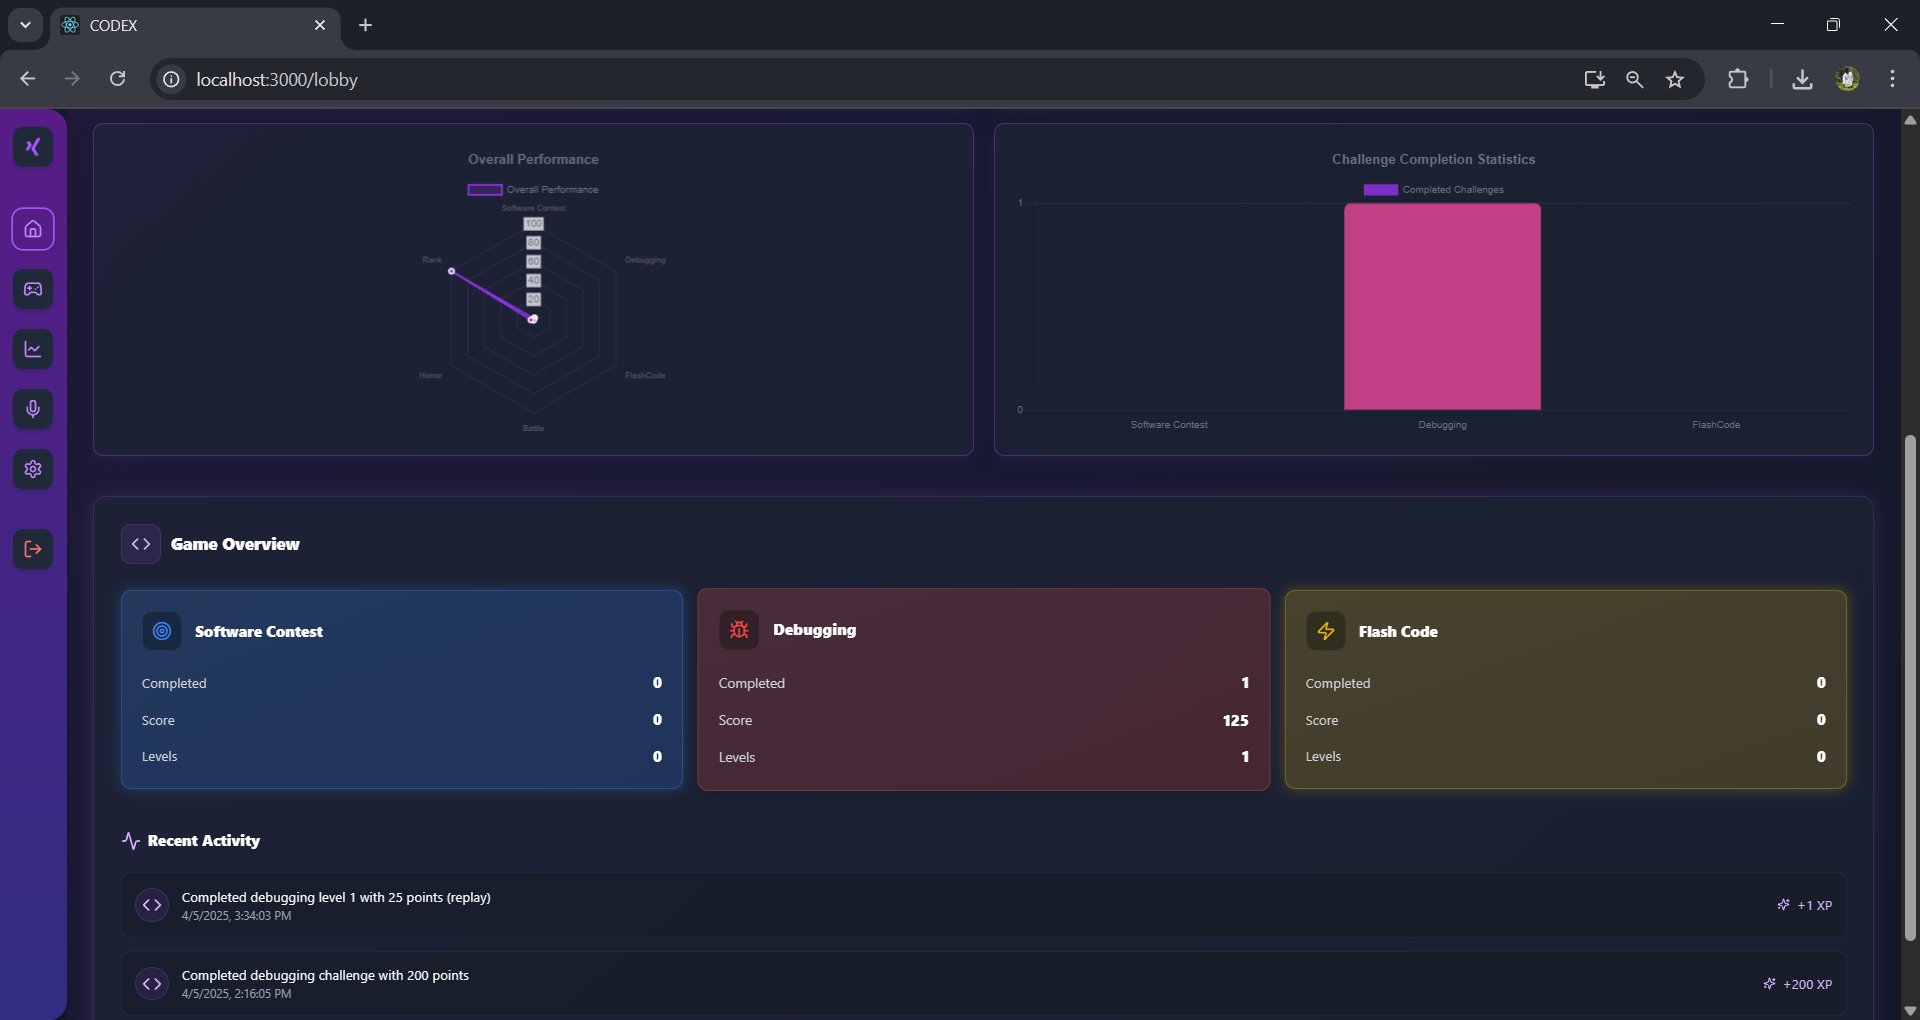 CODEX
localhost:3000/lobby
Overall Performance
Overall Performance
Software Contest
100
80
60
40
20
Rank
Debugging
Honor
FlashCode
Battle
Challenge Completion Statistics
Completed Challenges
1
0
Software Contest
Debugging
FlashCode
Game Overview
Software Contest
Completed 0
Score 0
Levels 0
Debugging
Completed 1
Score 125
Levels 1
Flash Code
Completed 0
Score 0
Levels 0
Recent Activity
Completed debugging level 1 with 25 points (replay)
4/5/2025, 3:34:03 PM
+1 XP
Completed debugging challenge with 200 points
4/5/2025, 2:16:05 PM
+200 XP